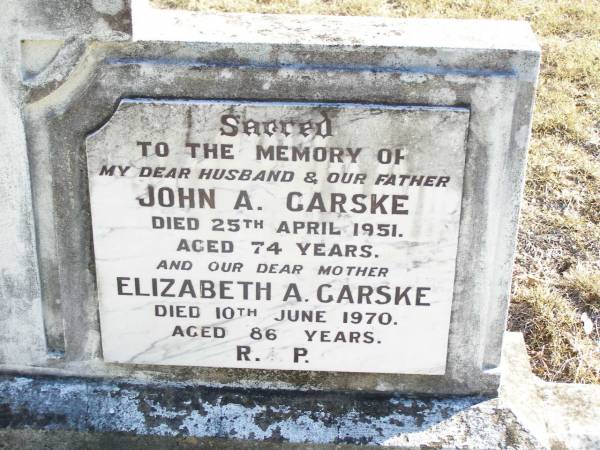 Sacred
TO THE MEMORY OF
MY DEAR HUSBAND & OUR FATHER
JOHN A. GARSKE
DIED 25TH APRIL 1951.
AGED 74 YEARS.
AND OUR DEAR MOTHER
ELIZABETH A. GARSKE
DIED 10TH JUNE 1970.
AGED 86 YEARS.
R. P.